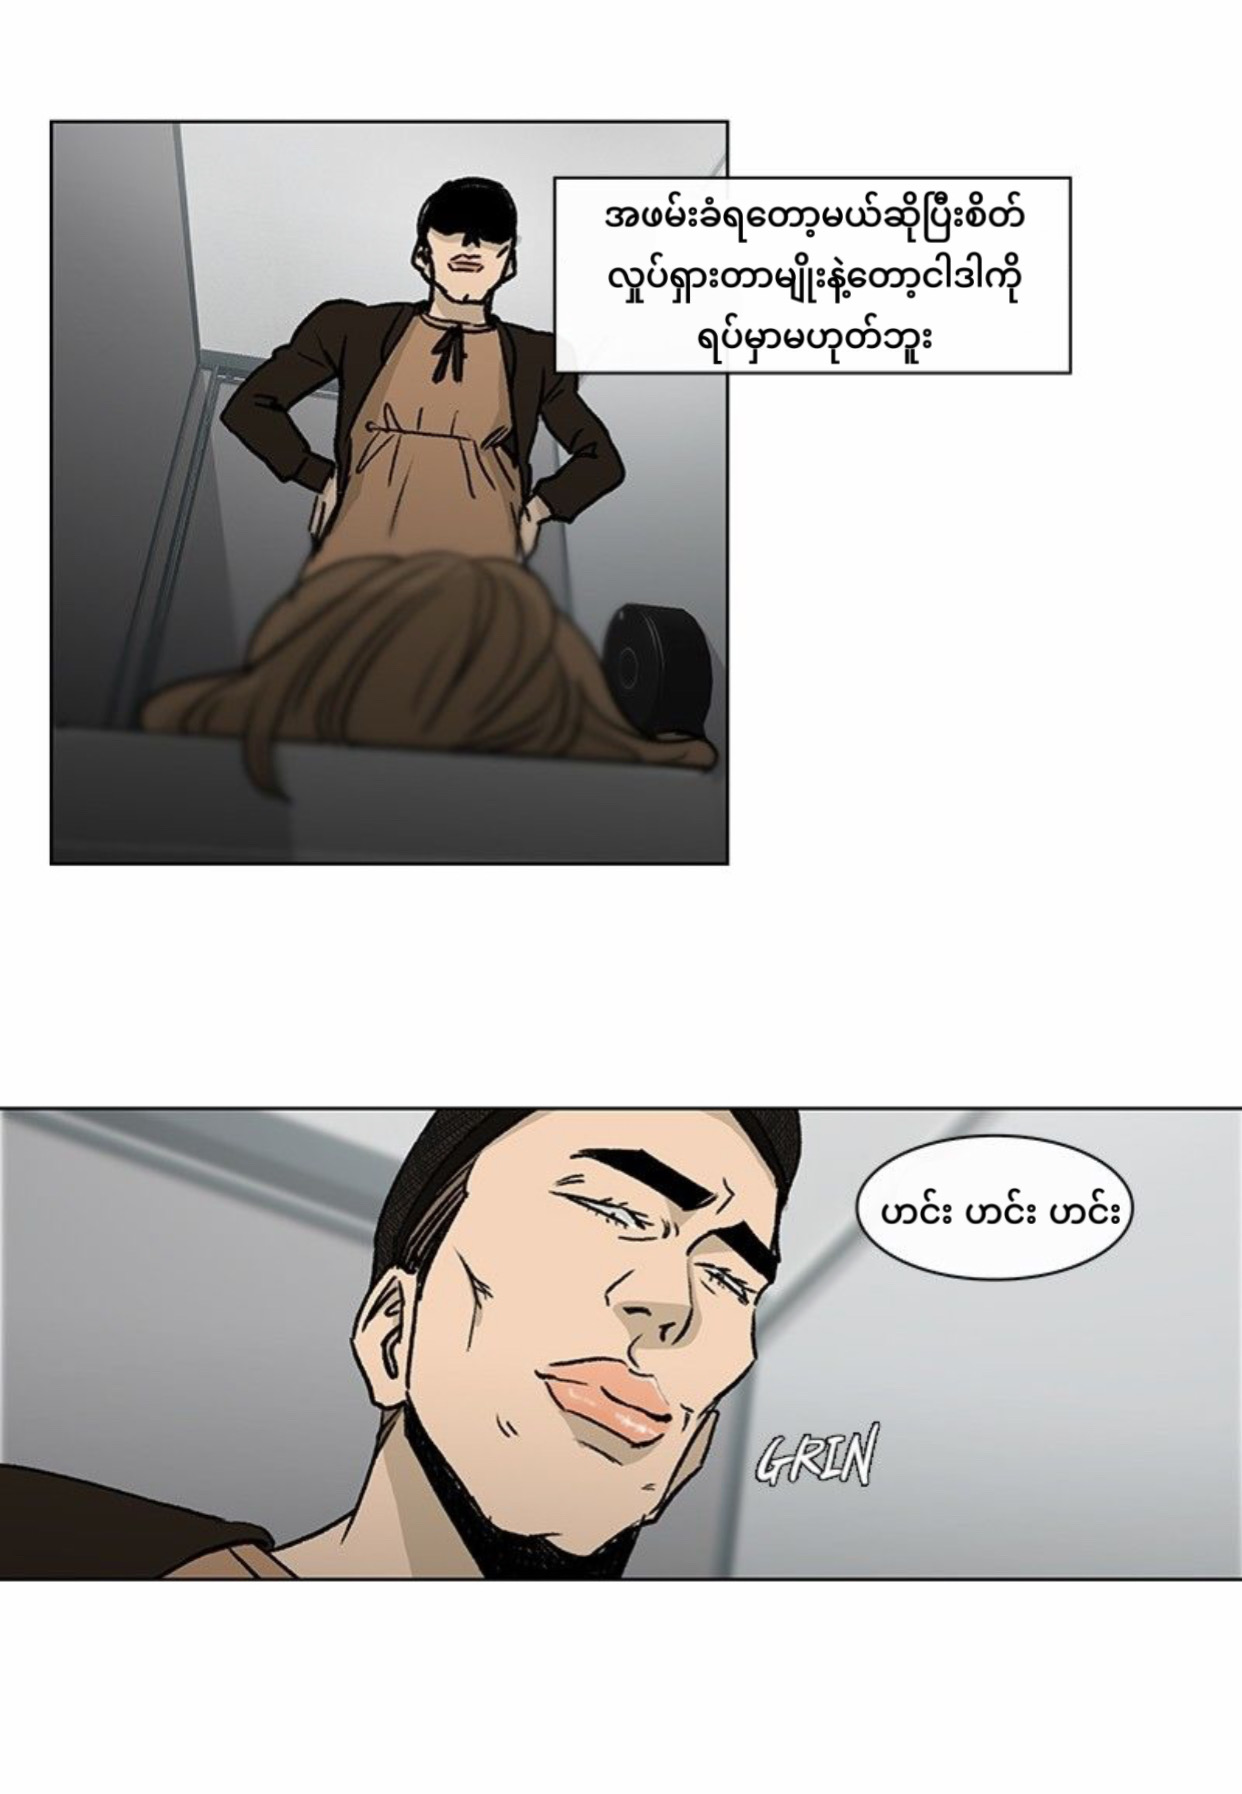 အဖမ်းခံရတော့မယ်ဆိုပြီးစိတ်
လှုပ်ရှားတာမျိုးနဲ့တော့ငါဒါကို
ရပ်မှာမဟုတ်ဘူး
ဟင်း ဟင်း ဟင်း
GRIN